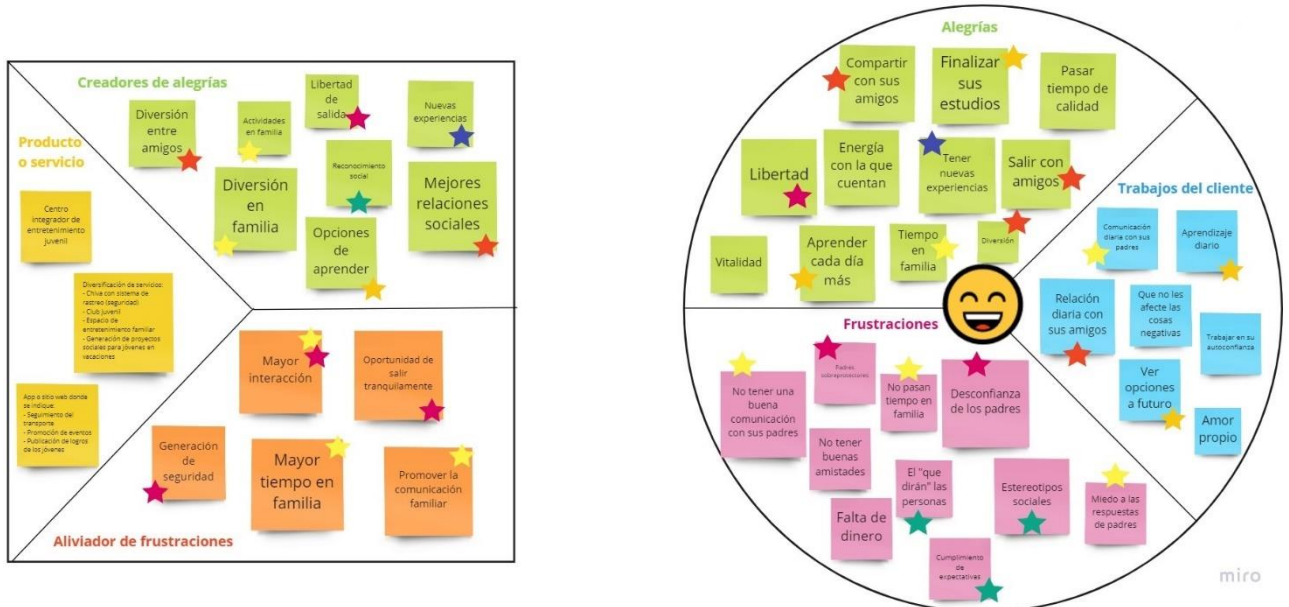 Creadores de alegrías
Diversión
entre
amigos
Actividades
en familia
Libertad
de
salida
Nuevas
experiencias
Diversión
en
familia
Reconocimiento
social
Mejores
relaciones
sociales
Opciones
de
aprender
Producto
o servicio
Centro
integrador de
entretenimiento
juvenil
Diversificación de servicios:
- Chiva con sistema de
rastreo (seguridad)
- Club juvenil
- Espacio de
entretenimiento familiar
- Generación de proyectos
sociales para jóvenes en
vacaciones
App o sitio web donde
se indique:
- Seguimiento del
transporte
- Promoción de eventos
- Publicación de logros
de los jóvenes
Mayor
interacción
Oportunidad de
salir
tranquilamente
Generación
de
seguridad
Mayor
tiempo en
familia
Promover la
comunicación
familiar
Aliviador de frustraciones
Alegrías
Compartir
con sus
amigos
Finalizar
sus
estudios
Pasar
tiempo de
calidad
Libertad
Energía
con la que
cuentan
Tener
nuevas
experiencias
Salir con
amigos
Vitalidad
Aprender
cada día
más
Tiempo
en
familia
Diversión
Trabajos del cliente
Comunicación
diaria con sus
padres
Aprendizaje
diario
Relación
diaria con
sus amigos
Que no les
afecte las
cosas
negativas
Trabajar en su
autoconfianza
Ver
opciones
a futuro
Amor
propio
Frustraciones
No tener una
buena
comunicación
con sus padres
Padres
sobreprotectores
No pasan
tiempo en
familia
Desconfianza
de los padres
No tener
buenas
amistades
El "que
dirán" las
personas
Estereotipos
sociales
Miedo a las
respuestas
de padres
Falta de
dinero
Cumplimiento
de
expectativas
miro